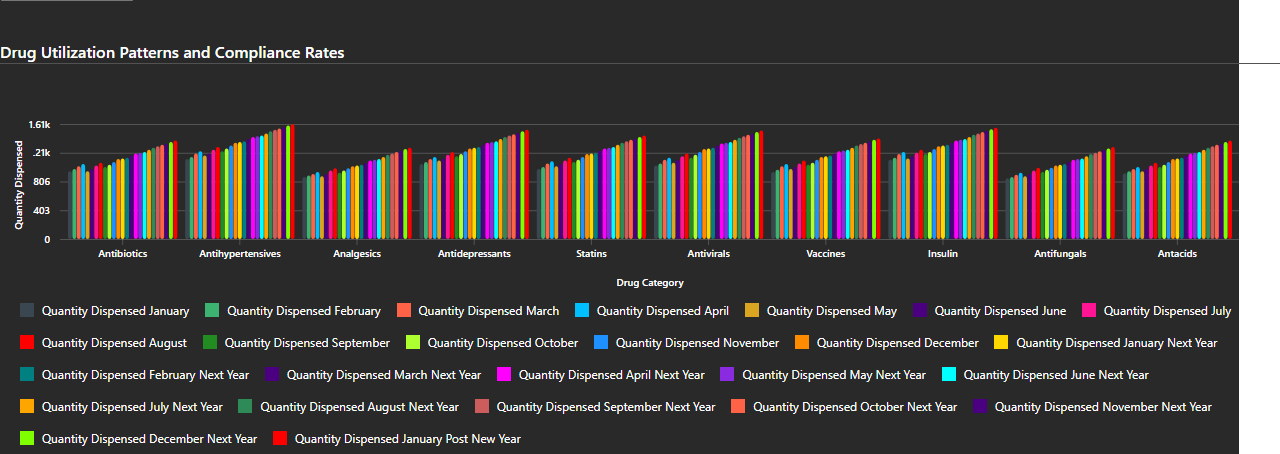 Drug Utilization Patterns and Compliance Rates
1.61k
1.21k
806
403
0
Quantity Dispensed
Antibiotics Antihypertensives Analgesics Antidepressants Statins Antivirals Vaccines Insulin Antifungals Antacids
Drug Category
Quantity Dispensed January Quantity Dispensed February Quantity Dispensed March Quantity Dispensed April Quantity Dispensed May Quantity Dispensed June Quantity Dispensed July
Quantity Dispensed August Quantity Dispensed September Quantity Dispensed October Quantity Dispensed November Quantity Dispensed December Quantity Dispensed January Next Year
Quantity Dispensed February Next Year Quantity Dispensed March Next Year Quantity Dispensed April Next Year Quantity Dispensed May Next Year Quantity Dispensed June Next Year
Quantity Dispensed July Next Year Quantity Dispensed August Next Year Quantity Dispensed September Next Year Quantity Dispensed October Next Year Quantity Dispensed November Next Year
Quantity Dispensed December Next Year Quantity Dispensed January Post New Year